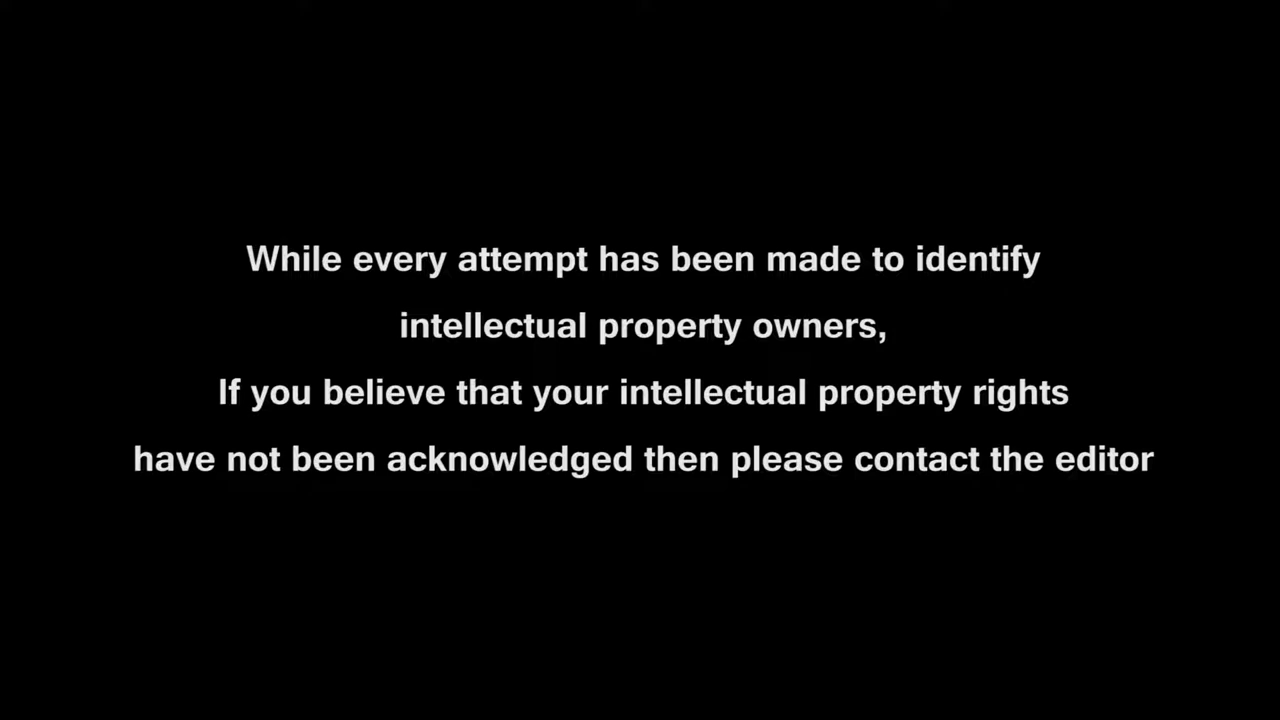 While every attempt has been made to identify
intellectual property owners,
If you believe that your intellectual property rights
have not been acknowledged then please contact the editor